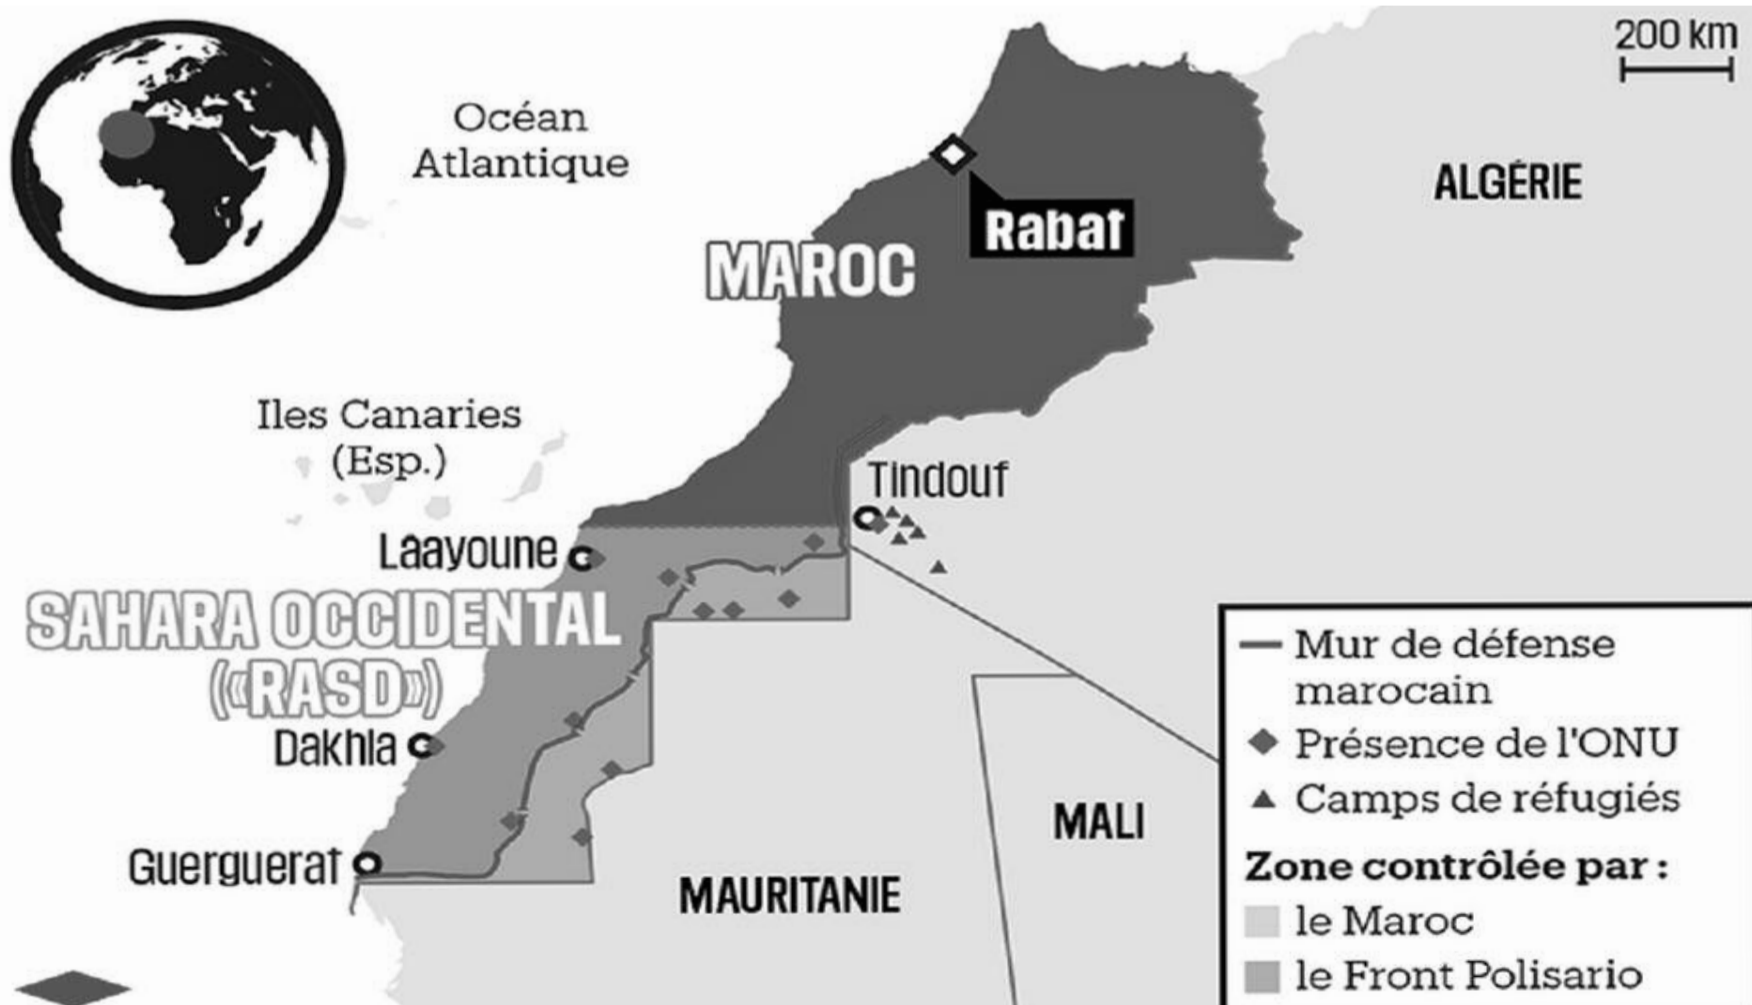 200 km
Océan
Atlantique
ALGÉRIE
Rabat
MAROC
Iles Canaries
(Esp.)
Tindouf
Laayoune
SAHARA OCCIDENTAL
(«RASD»)
Dakhla
Guerguerat
MALI
MAURITANIE
Mur de défense
marocain
Présence de l'ONU
Camps de réfugiés
Zone contrôlée par :
le Maroc
le Front Polisario